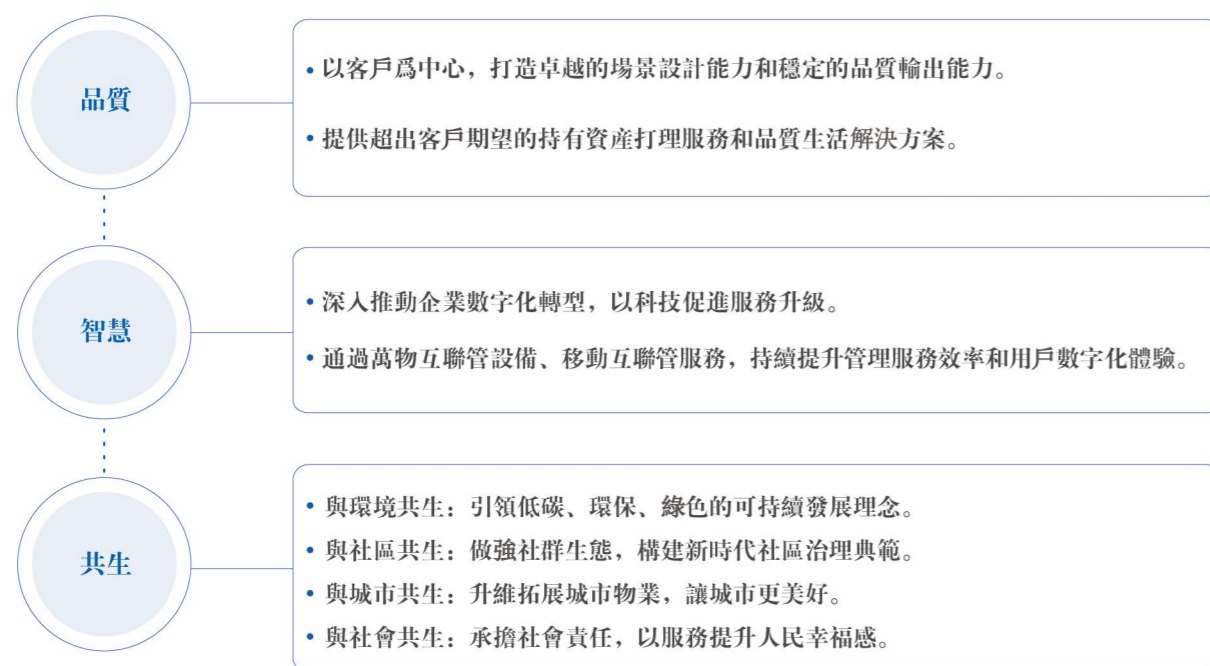 品質
• 以客戶爲中心，打造卓越的場景設計能力和穩定的品質輸出能力。
• 提供超出客戶期望的持有資産打理服務和品質生活解決方案。
智慧
• 深入推動企業數字化轉型，以科技促進服務升級。
• 通過萬物互聯管設備、移動互聯管服務，持續提升管理服務效率和用戶數字化體驗。
共生
• 與環境共生：引領低碳、環保、綠色的可持續發展理念。
• 與社區共生：做強社群生態，構建新時代社區治理典範。
• 與城市共生：升維拓展城市物業，讓城市更美好。
• 與社會共生：承擔社會責任，以服務提升人民幸福感。